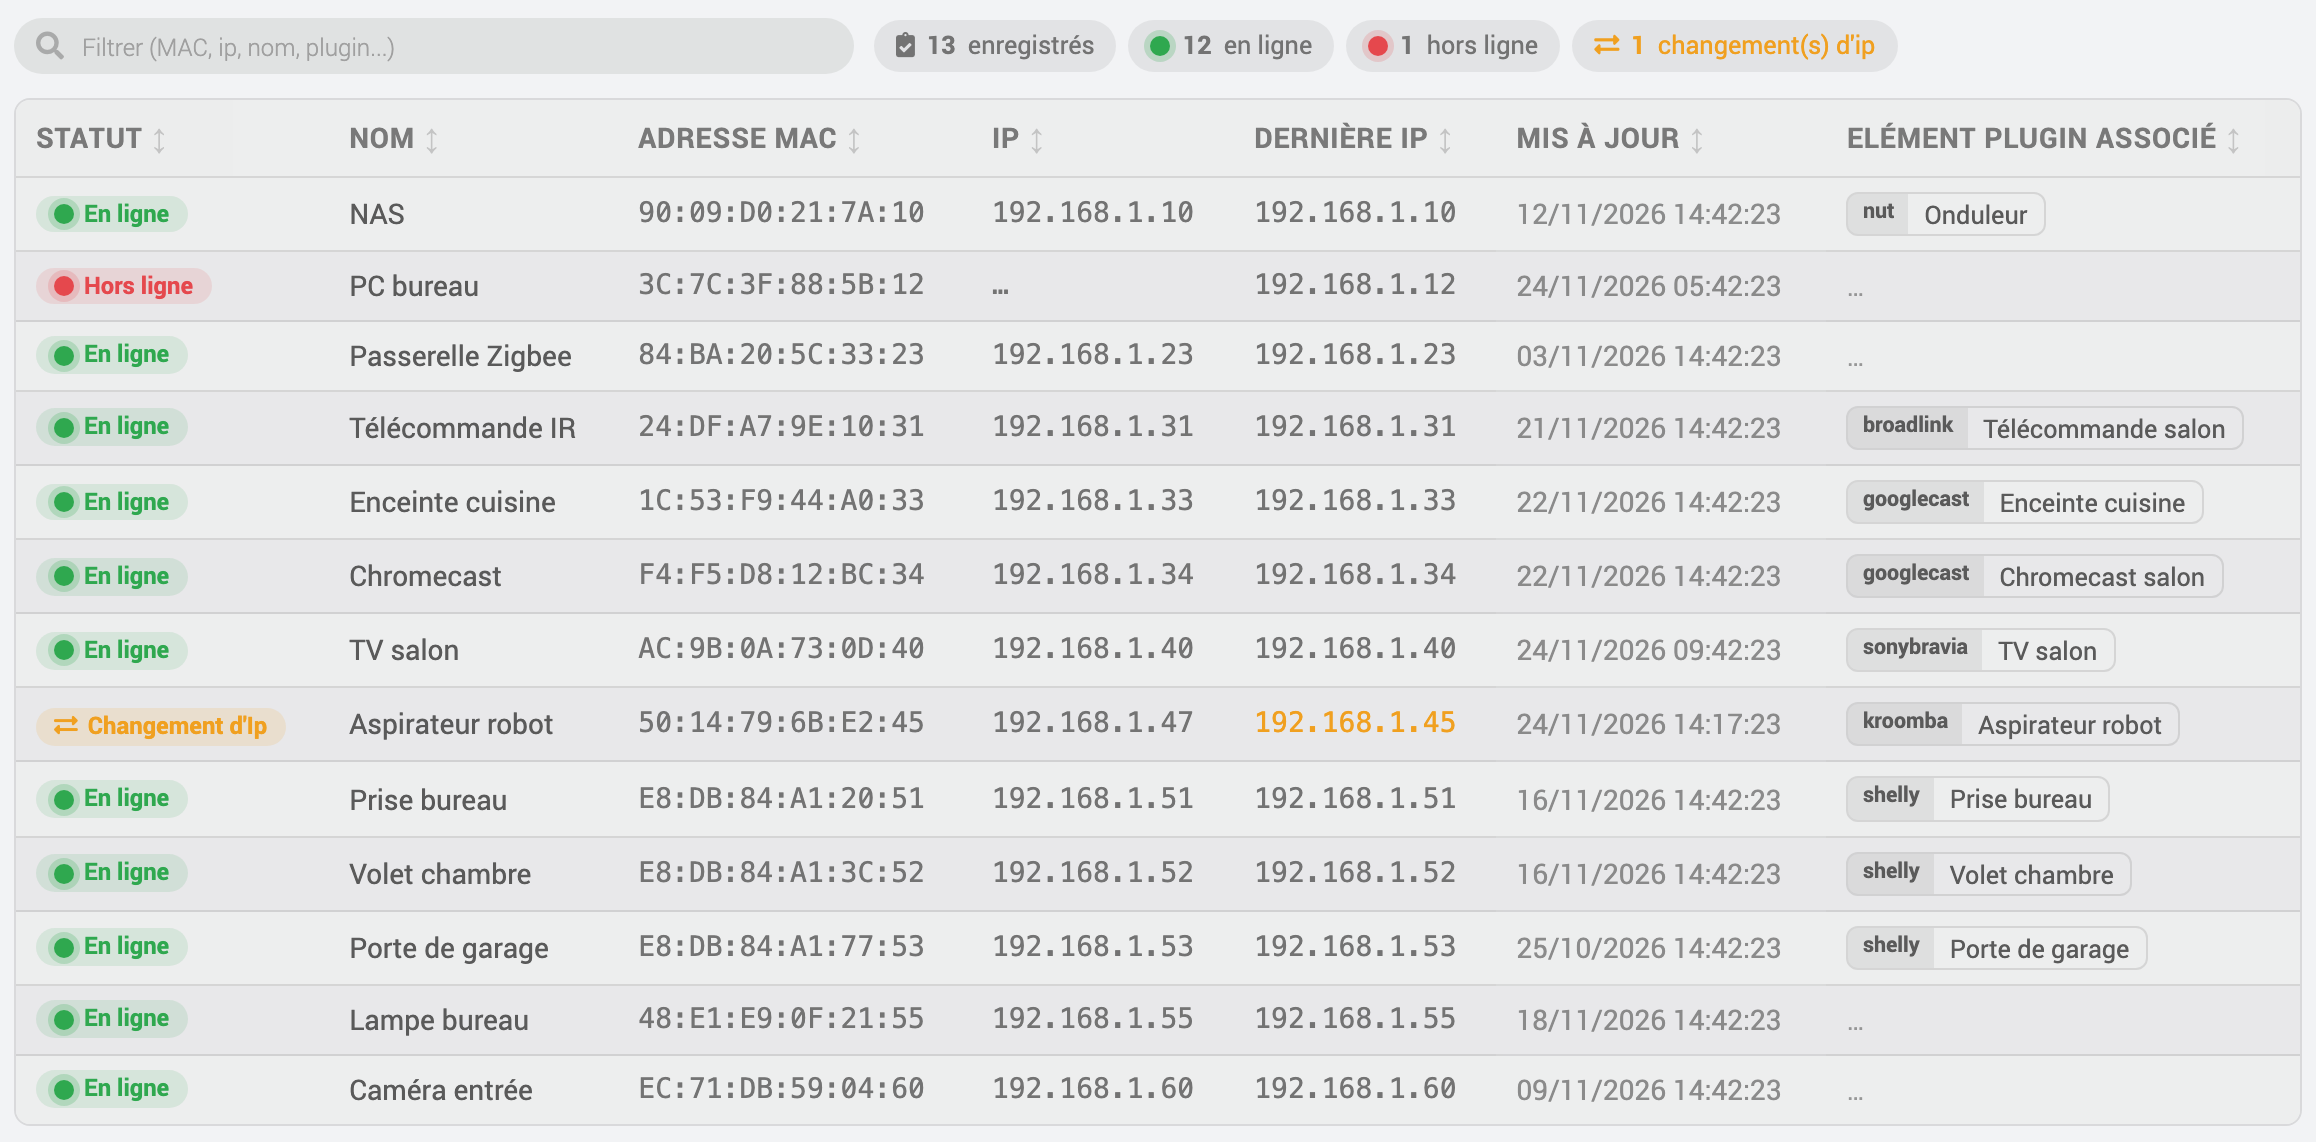 Filtrer (MAC, ip, nom, plugin...) 13 enregistrés 12 en ligne 1 hors ligne 1 changement(s) d'ip
STATUT NOM ADRESSE MAC IP DERNIÈRE IP MIS À JOUR ELÉMENT PLUGIN ASSOCIÉ
En ligne NAS 90:09:D0:21:7A:10 192.168.1.10 192.168.1.10 12/11/2026 14:42:23 nut Onduleur
Hors ligne PC bureau 3C:7C:3F:88:5B:12 ... 192.168.1.12 24/11/2026 05:42:23 ...
En ligne Passerelle Zigbee 84:BA:20:5C:33:23 192.168.1.23 192.168.1.23 03/11/2026 14:42:23 ...
En ligne Télécommande IR 24:DF:A7:9E:10:31 192.168.1.31 192.168.1.31 21/11/2026 14:42:23 broadlink Télécommande salon
En ligne Enceinte cuisine 1C:53:F9:44:A0:33 192.168.1.33 192.168.1.33 22/11/2026 14:42:23 googlecast Enceinte cuisine
En ligne Chromecast F4:F5:D8:12:BC:34 192.168.1.34 192.168.1.34 22/11/2026 14:42:23 googlecast Chromecast salon
En ligne TV salon AC:9B:0A:73:0D:40 192.168.1.40 192.168.1.40 24/11/2026 09:42:23 sonybravia TV salon
Changement d'Ip Aspirateur robot 50:14:79:6B:E2:45 192.168.1.47 192.168.1.45 24/11/2026 14:17:23 kroomba Aspirateur robot
En ligne Prise bureau E8:DB:84:A1:20:51 192.168.1.51 192.168.1.51 16/11/2026 14:42:23 shelly Prise bureau
En ligne Volet chambre E8:DB:84:A1:3C:52 192.168.1.52 192.168.1.52 16/11/2026 14:42:23 shelly Volet chambre
En ligne Porte de garage E8:DB:84:A1:77:53 192.168.1.53 192.168.1.53 25/10/2026 14:42:23 shelly Porte de garage
En ligne Lampe bureau 48:E1:E9:0F:21:55 192.168.1.55 192.168.1.55 18/11/2026 14:42:23 ...
En ligne Caméra entrée EC:71:DB:59:04:60 192.168.1.60 192.168.1.60 09/11/2026 14:42:23 ...